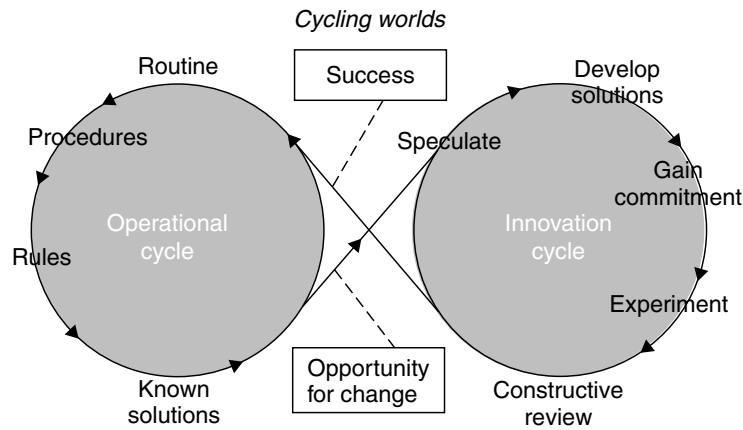 Cycling worlds
Success
Routine
Procedures
Operational
cycle
Rules
Known
solutions
Opportunity
for change
Speculate
Develop
solutions
Gain
commitment
Innovation
cycle
Experiment
Constructive
review